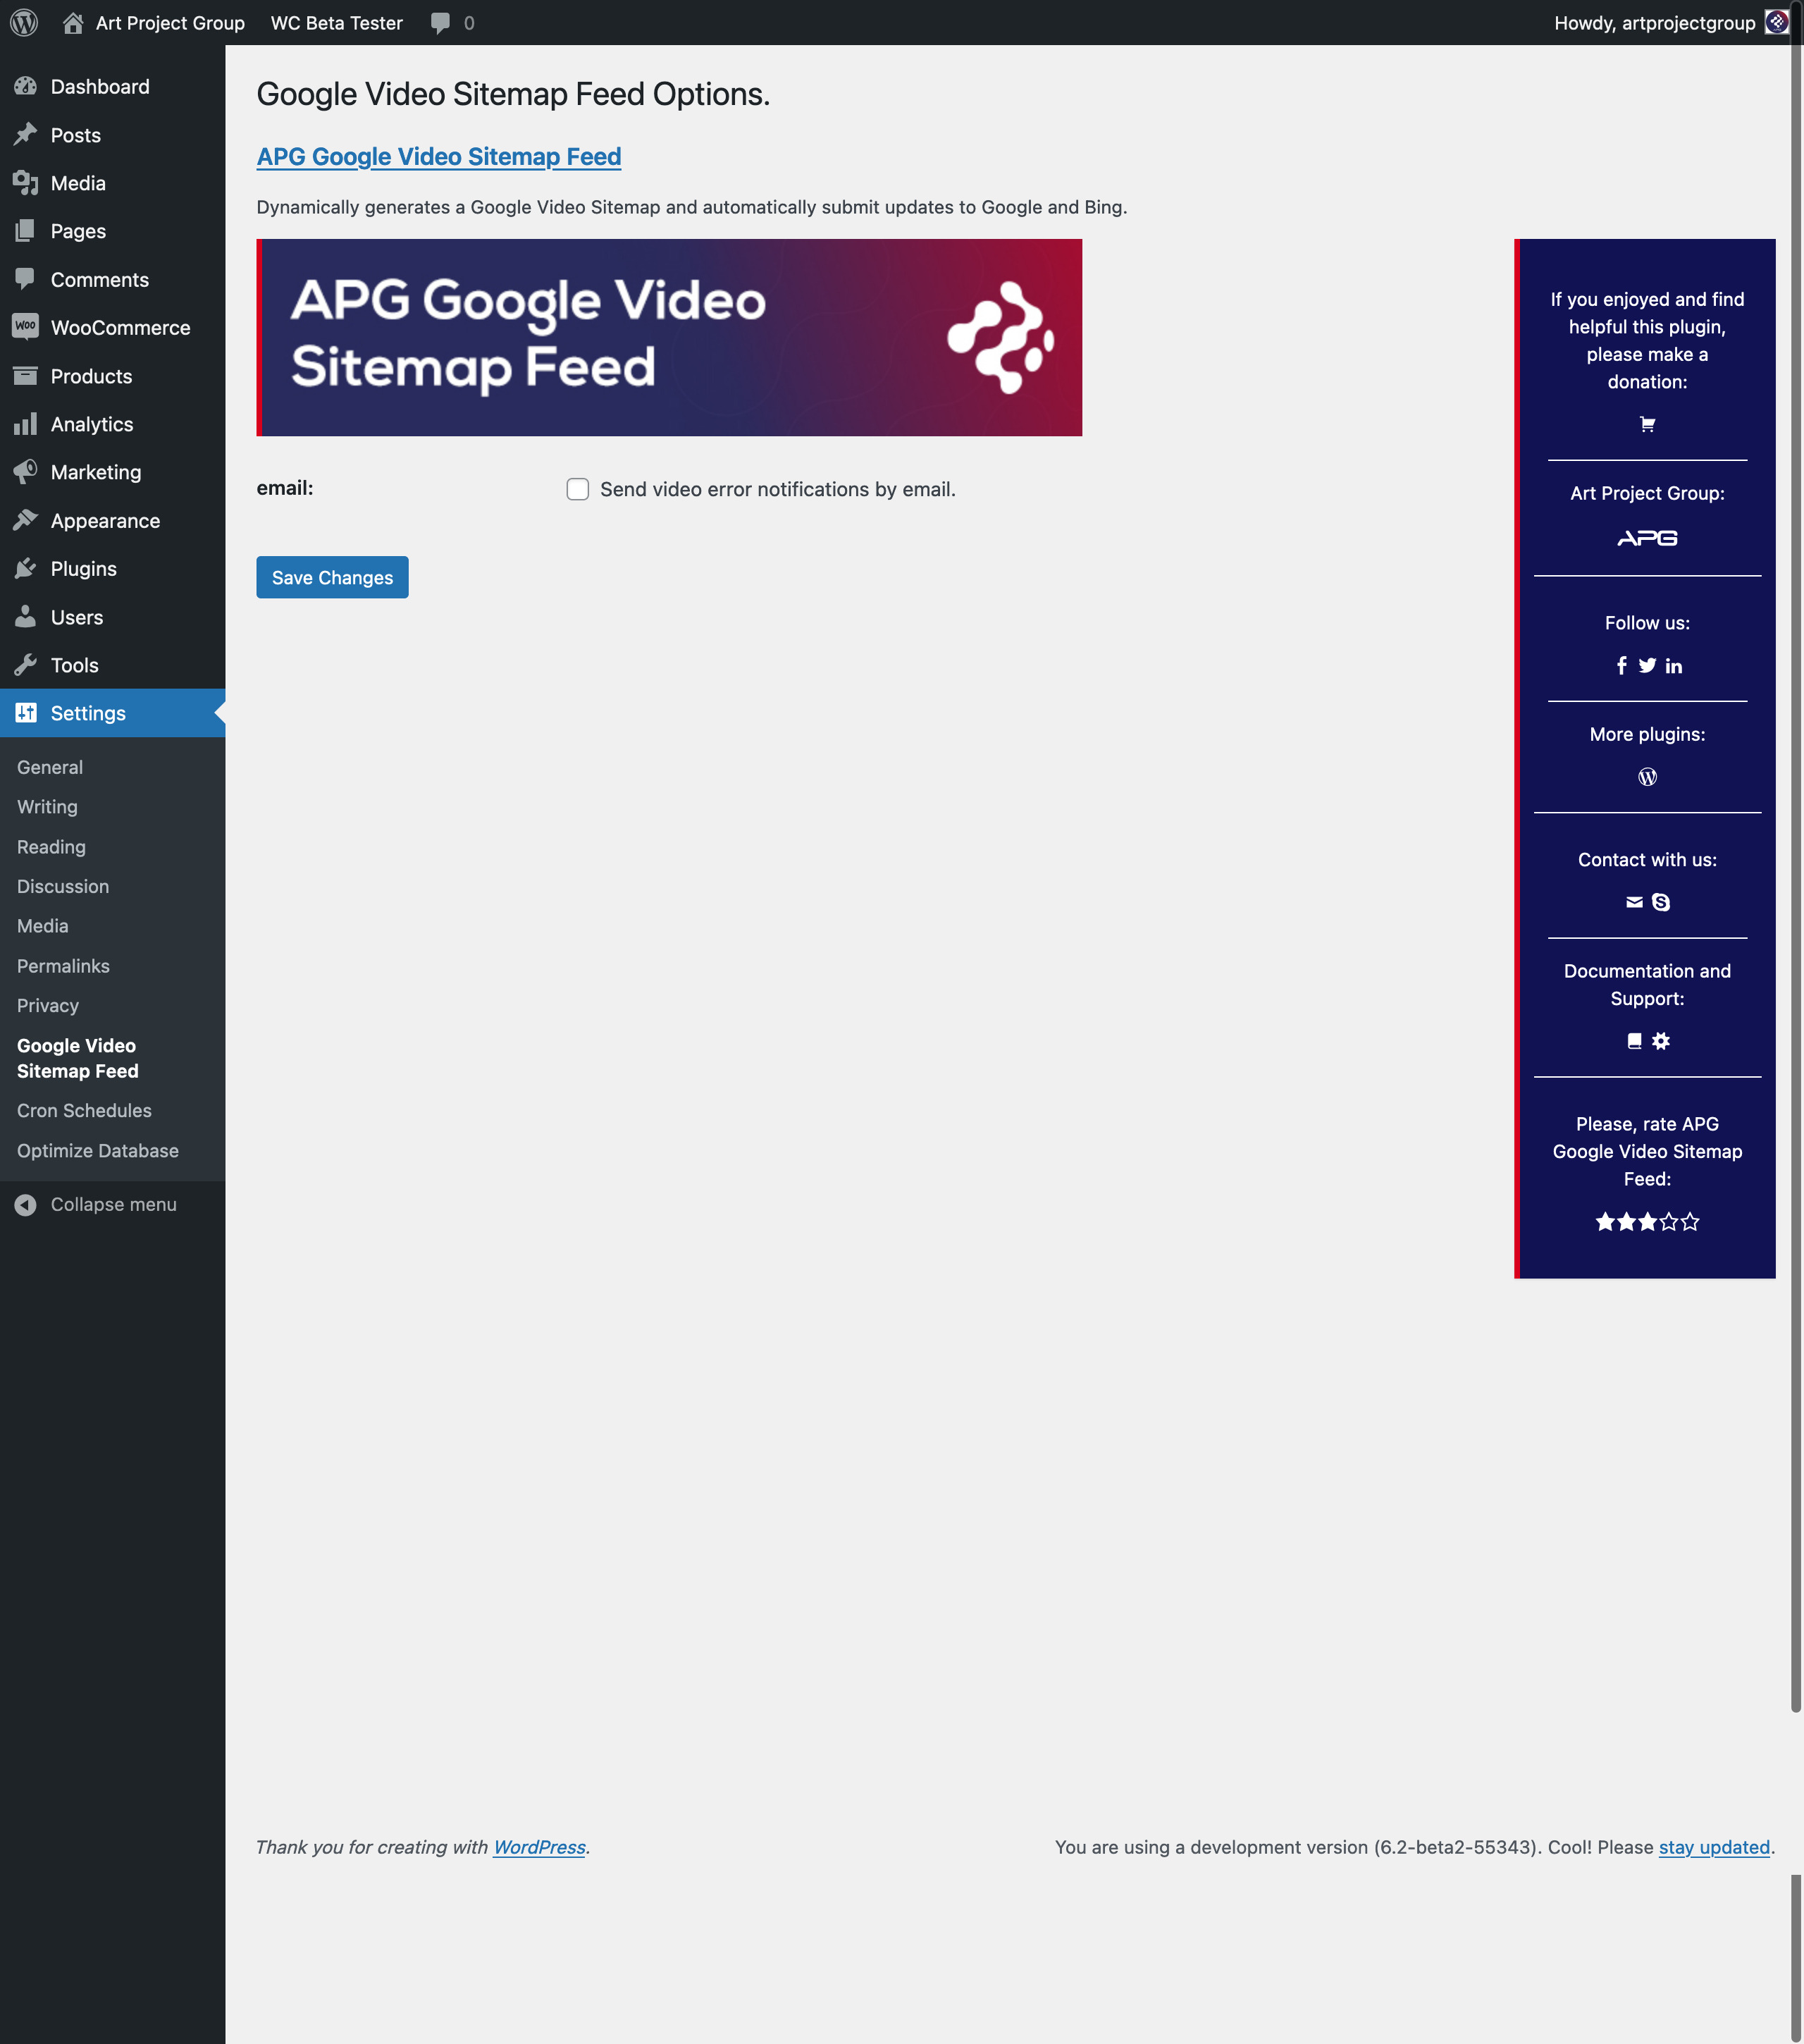 Art Project Group WC Beta Tester 0 Howdy, artprojectgroup
Dashboard
Posts
Media
Pages
Comments
WooCommerce
Products
Analytics
Marketing
Appearance
Plugins
Users
Tools
Settings
General
Writing
Reading
Discussion
Media
Permalinks
Privacy
Google Video
Sitemap Feed
Cron Schedules
Optimize Database
Collapse menu
Google Video Sitemap Feed Options.
APG Google Video Sitemap Feed
Dynamically generates a Google Video Sitemap and automatically submit updates to Google and Bing.
APG Google Video
Sitemap Feed
email: Send video error notifications by email.
Save Changes
If you enjoyed and find
helpful this plugin,
please make a
donation:
Art Project Group:
APG
Follow us:
More plugins:
Contact with us:
Documentation and
Support:
Please, rate APG
Google Video Sitemap
Feed:
Thank you for creating with WordPress.
You are using a development version (6.2-beta2-55343). Cool! Please stay updated.